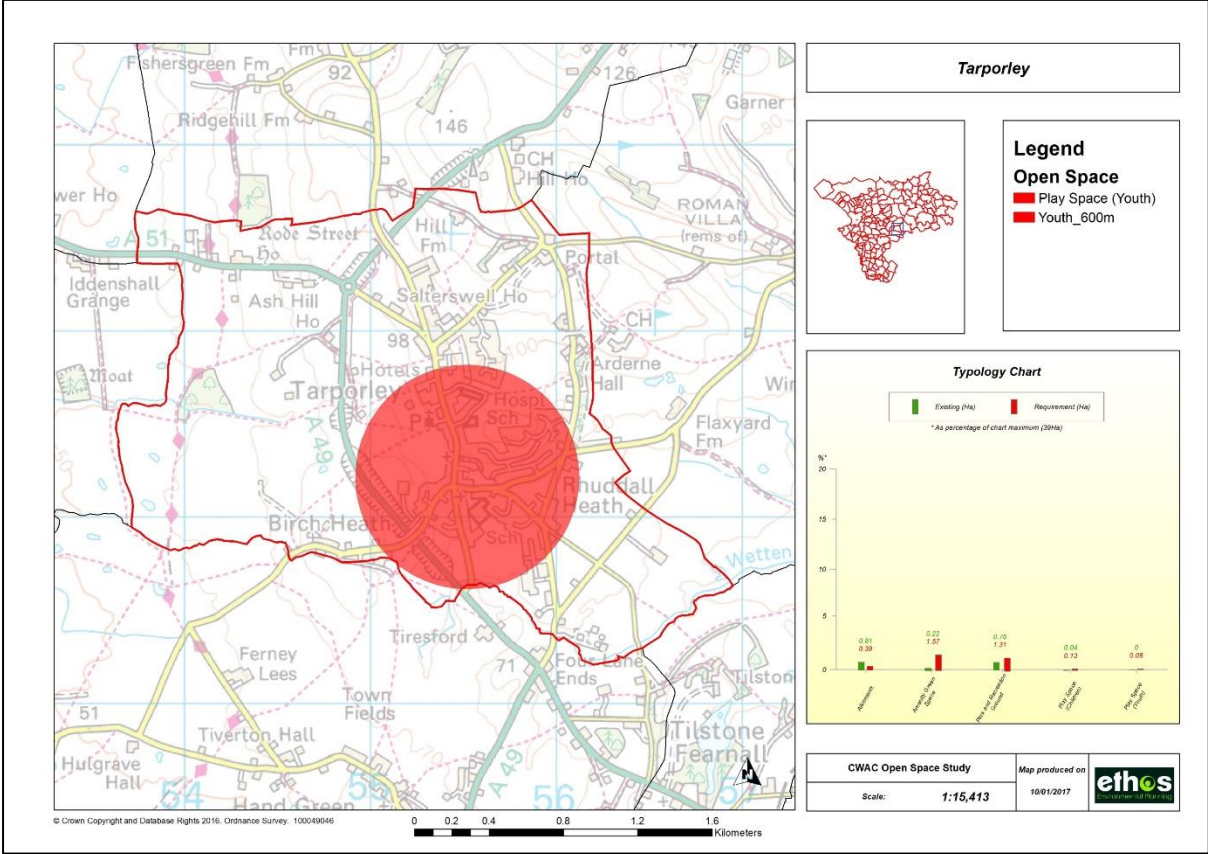 Fishersgreen Fm
Fm
92
126
Garner
Ridgehill Fm
146
CH
Hill Ho
ROMAN
VILLA
(rems of)
A 51
Rode Street
Ho
Hill
Fm
Portal
Iddenshall
Grange
Ash Hill
Ho
Salterswell Ho
CH
98
100
Moat
Hotels
Arderne
Hall
Tarporley
Hospl
Sch
P
A 49
Flaxyard
Fm
Rhuddall
Heath
Birch Heath
Sch
Wetten
Tiresford
71
Four Lane
Ends
Ferney
Lees
Town
Fields
51
Tiverton Hall
Tilstone
Fearnall
Hulgrave
Hall
54
Hand Green
A 49
56
N
© Crown Copyright and Database Rights 2016. Ordnance Survey. 100049046
0 0.2 0.4 0.8 1.2 1.6
Kilometers
Tarporley
Legend
Open Space
Play Space (Youth)
Youth_600m
Typology Chart
Existing (Ha) Requirement (Ha)
* As percentage of chart maximum (39Ha)
%*
20
15
10
5
0
0.81 0.22 0.76 0.04 0
0.39 1.57 1.31 0.13 0.08
Allotments
Amenity Green
Space
Park and Recreation
Ground
Play Space
(Children)
Play Space
(Youth)
CWAC Open Space Study
Scale: 1:15,413
Map produced on
10/01/2017
ethos
Environmental Planning